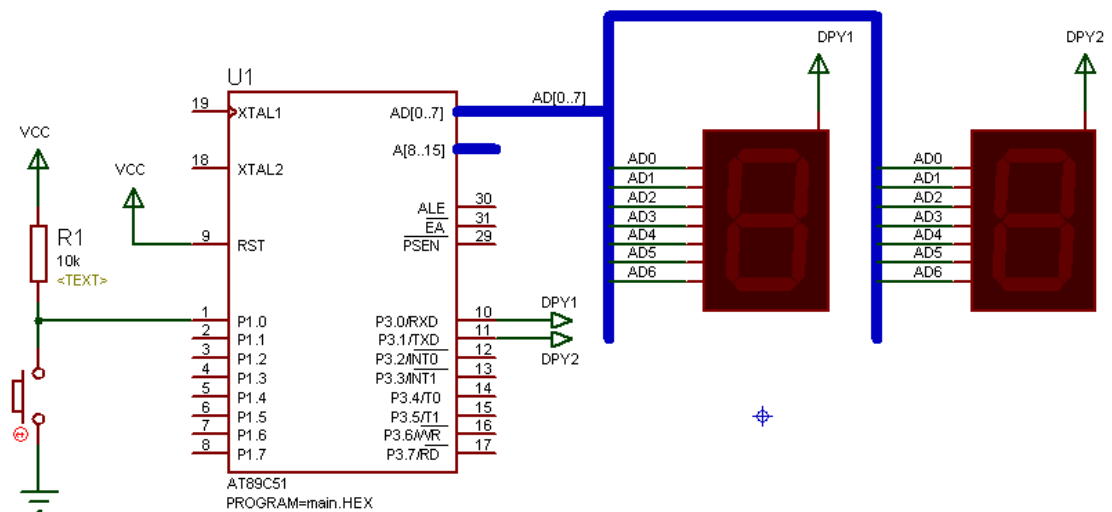 DPY1
DPY2
U1
AD[0..7]
19
XTAL1
AD[0..7]
A[8..15]
VCC
18
XTAL2
VCC
ALE
30
EA
31
PSEN
29
9
RST
R1
10k
<TEXT>
AD0
AD1
AD2
AD3
AD4
AD5
AD6
AD0
AD1
AD2
AD3
AD4
AD5
AD6
1
P1.0
2
P1.1
3
P1.2
4
P1.3
5
P1.4
6
P1.5
7
P1.6
8
P1.7
P3.0/RXD
10
P3.1/TXD
11
P3.2/INT0
12
P3.3/INT1
13
P3.4/T0
14
P3.5/T1
15
P3.6/WR
16
P3.7/RD
17
DPY1
DPY2
AT89C51
PROGRAM=main.HEX